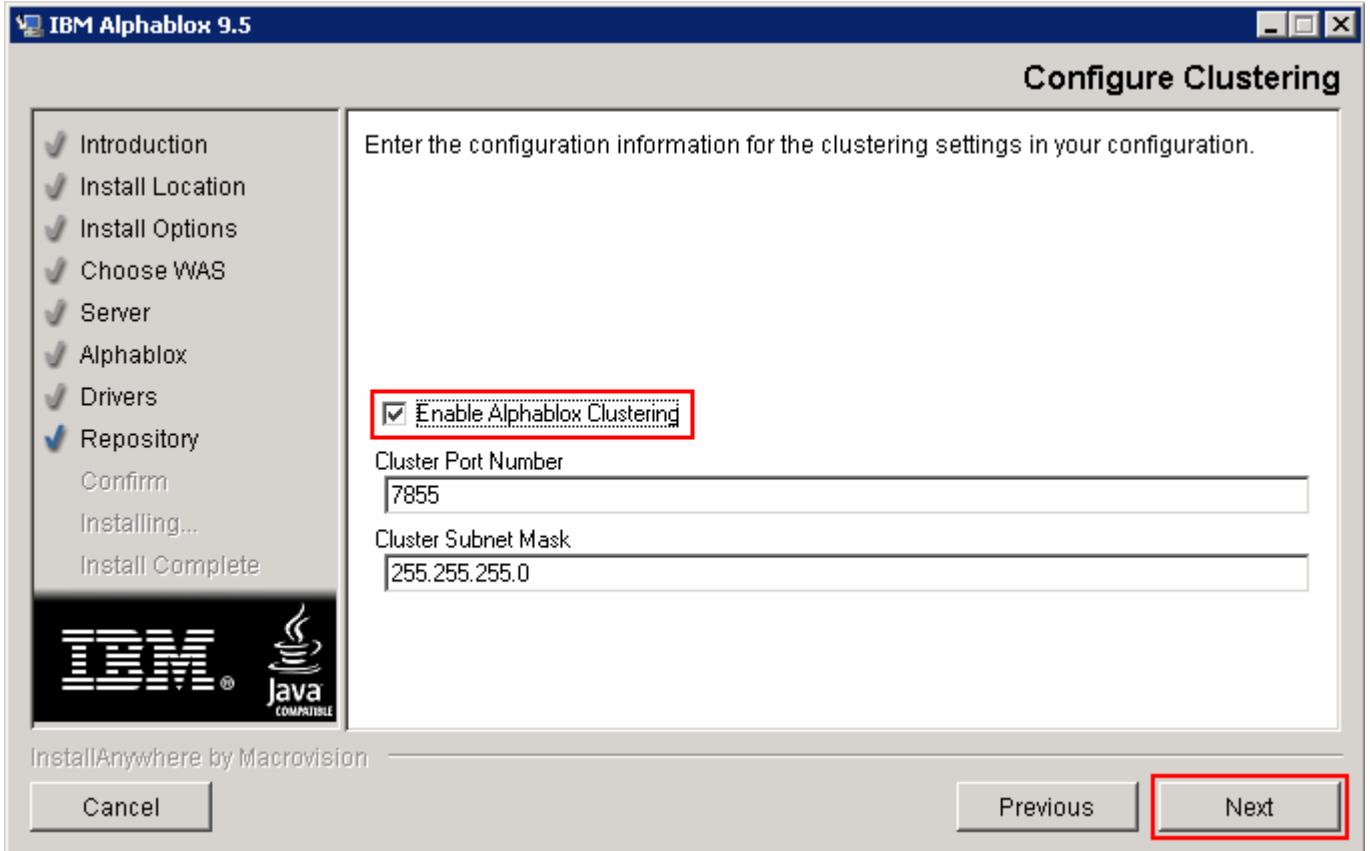 IBM Alphablox 9.5
Configure Clustering
Introduction
Install Location
Install Options
Choose WAS
Server
Alphablox
Drivers
Repository
Confirm
Installing...
Install Complete
IBM®
Java
COMPATIBLE
Enter the configuration information for the clustering settings in your configuration.
Enable Alphablox Clustering
Cluster Port Number
7855
Cluster Subnet Mask
255.255.255.0
InstallAnywhere by Macrovision
Cancel
Previous
Next